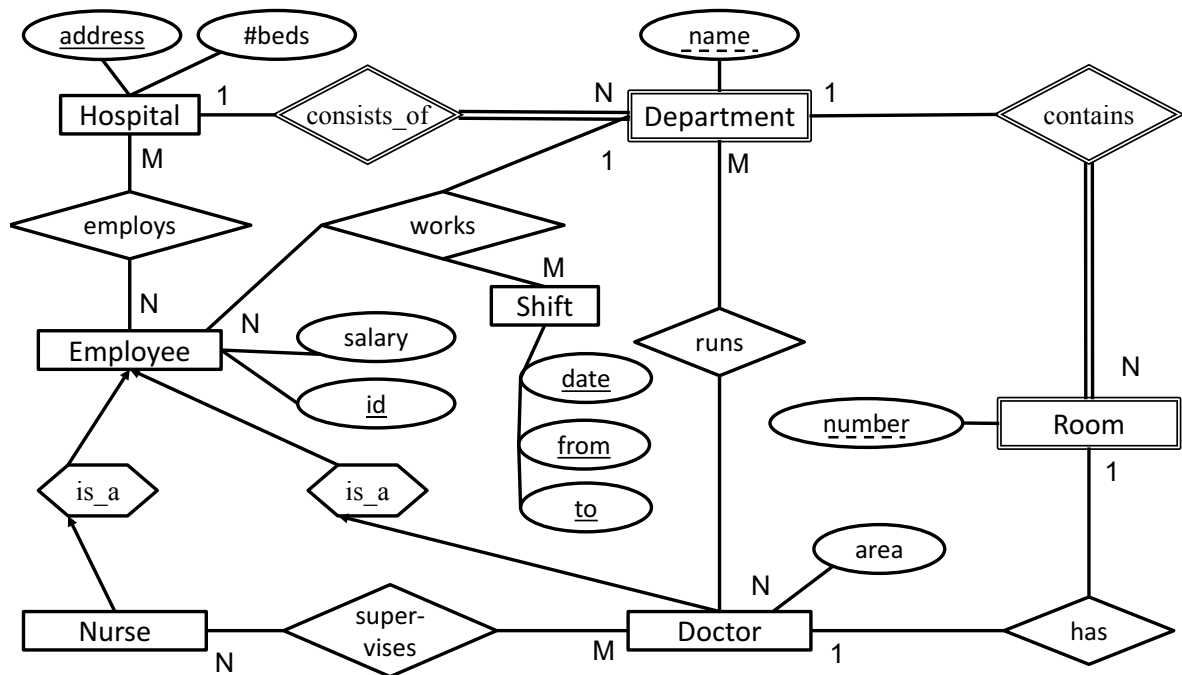 address
#beds
name
1
N
1
Hospital
consists_of
Department
contains
M
1
M
employs
works
M
N
N
Shift
runs
N
Employee
salary
date
id
number
Room
from
1
is_a
is_a
to
area
N
Nurse
super-
vises
Doctor
has
N
M
1